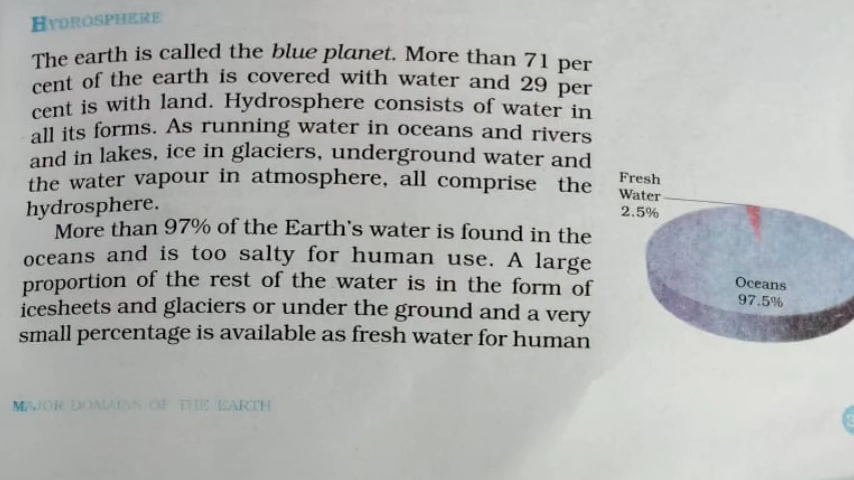 HYDROSPHERE
The earth is called the blue planet. More than 71 per
cent of the earth is covered with water and 29 per
cent is with land. Hydrosphere consists of water in
all its forms. As running water in oceans and rivers
and in lakes, ice in glaciers, underground water and
the water vapour in atmosphere, all comprise the
hydrosphere.
More than 97% of the Earth's water is found in the
oceans and is too salty for human use. A large
proportion of the rest of the water is in the form of
icesheets and glaciers or under the ground and a very
small percentage is available as fresh water for human
Fresh
Water
2.5%
Oceans
97.5%
MAJOR DOMAINS OF THE EARTH